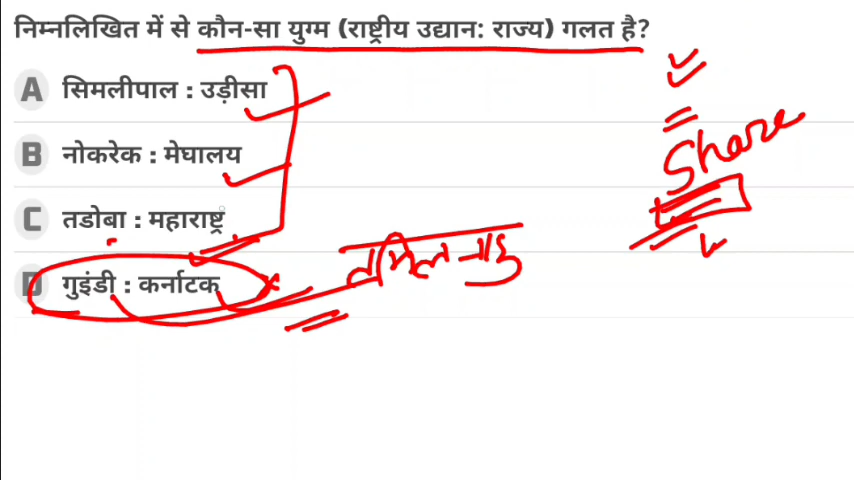 निम्नलिखित में से कौन-सा युग्म (राष्ट्रीय उद्यान: राज्य) गलत है?
A सिमलीपाल : उड़ीसा
B नोकरेक : मेघालय
C तडोबा : महाराष्ट्रं
D गुइंडी : कर्नाटक
तमिलनाडु
Share